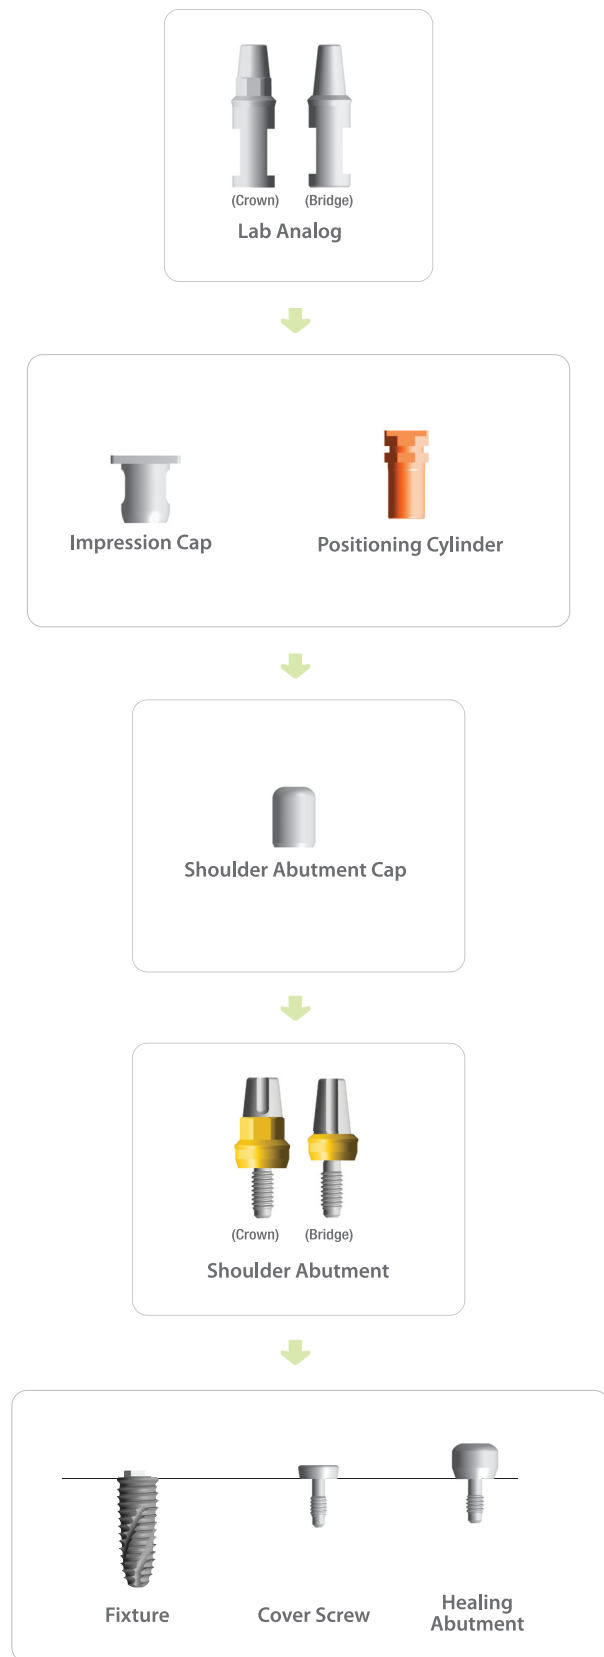 (Crown) (Bridge)
Lab Analog
Impression Cap
Positioning Cylinder
Shoulder Abutment Cap
(Crown) (Bridge)
Shoulder Abutment
Fixture
Cover Screw
Healing
Abutment